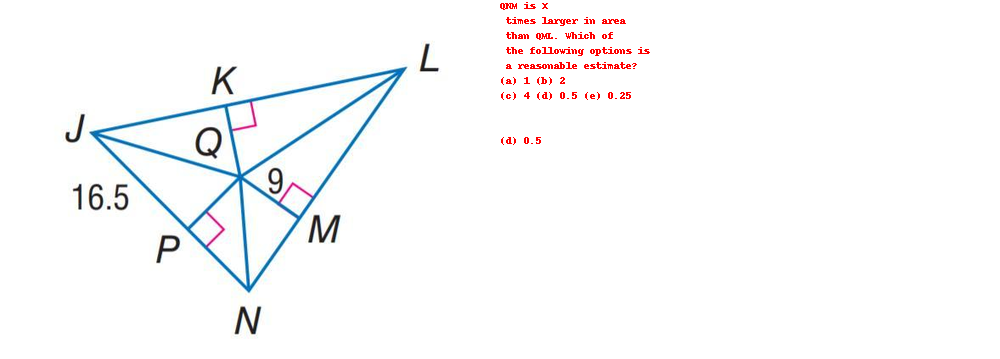 L
K
J
Q
9
16.5
M
P
N
QNM is X
times larger in area
than QML. Which of
the following options is
a reasonable estimate?
(a) 1 (b) 2
(c) 4 (d) 0.5 (e) 0.25
(d) 0.5